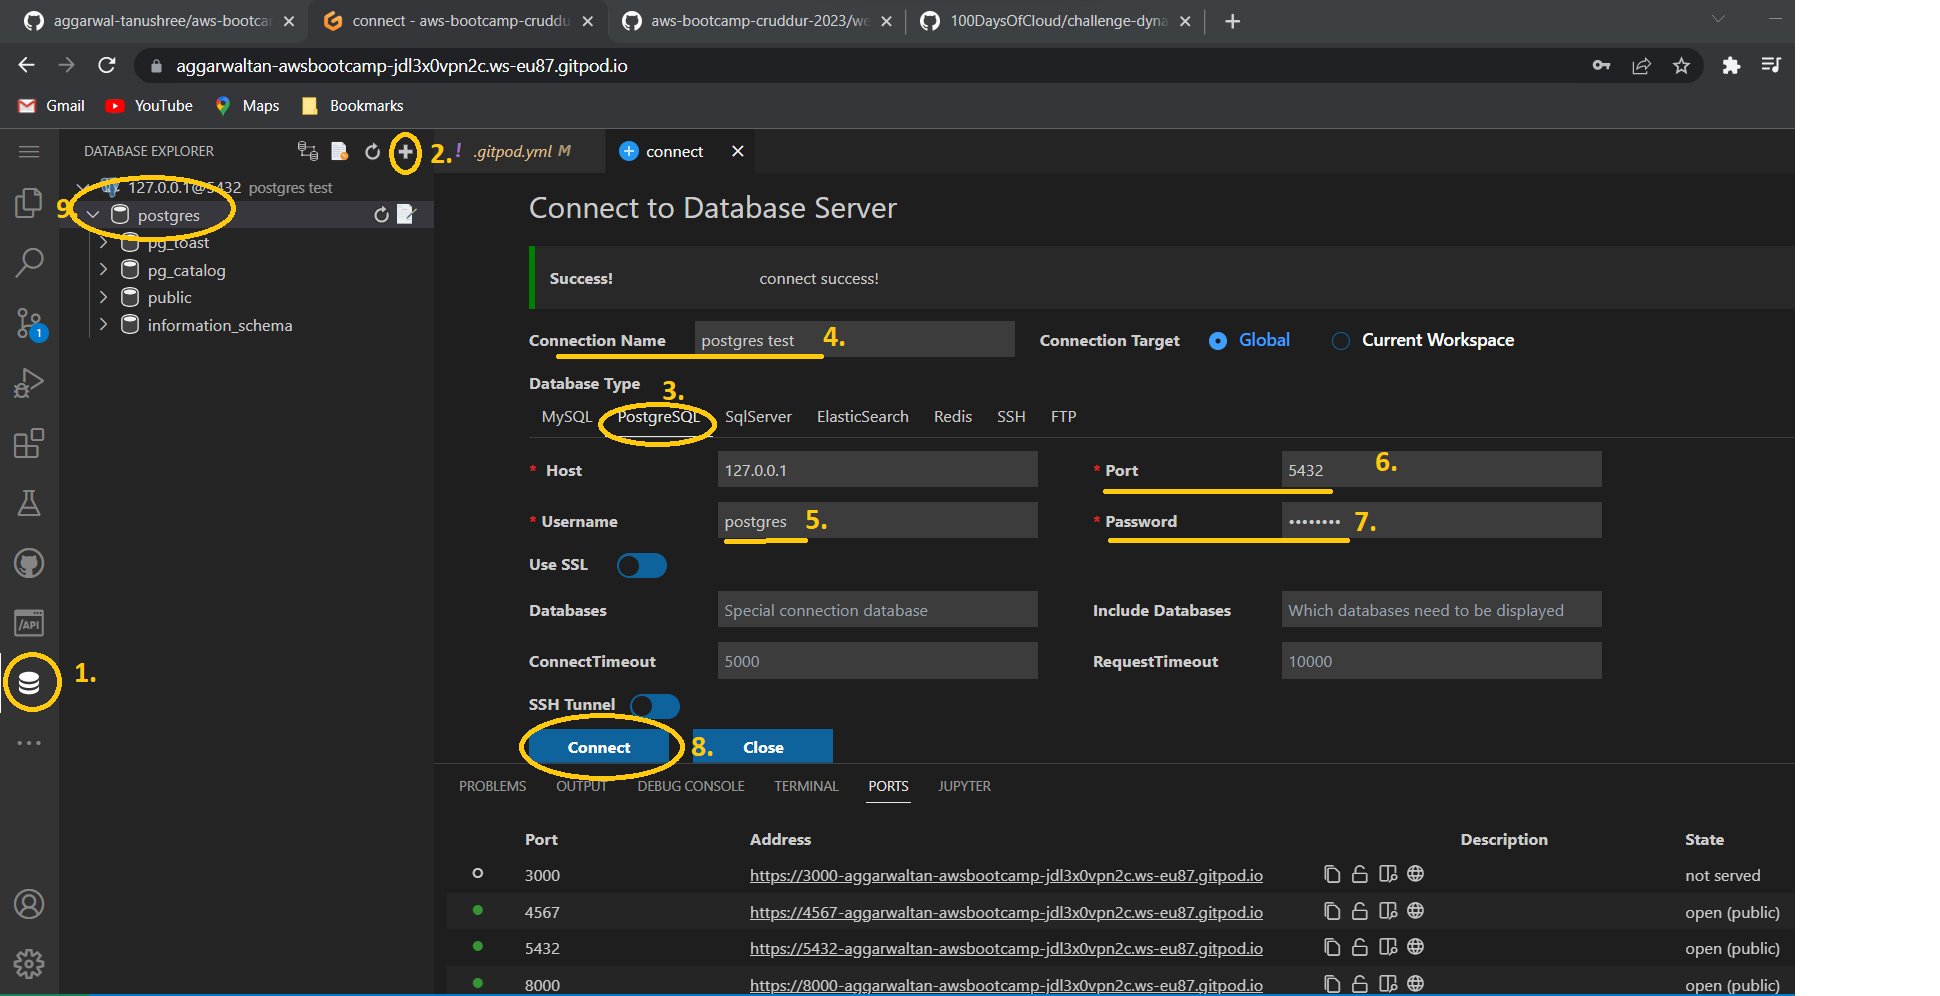 aggarwal-tanushree/aws-bootca
connect - aws-bootcamp-cruddu
aws-bootcamp-cruddur-2023/we
100DaysOfCloud/challenge-dyna
aggarwaltan-awsbootcamp-jdl3x0vpn2c.ws-eu87.gitpod.io
Gmail YouTube Maps Bookmarks
DATABASE EXPLORER
2.
! .gitpod.yml M
connect
127.0.0.1@5432 postgres test
9.
postgres
pg_toast
pg_catalog
public
information_schema
1
/API
1.
Connect to Database Server
Success! connect success!
Connection Name postgres test 4. Connection Target Global Current Workspace
Database Type 3.
MySQL PostgreSQL SqlServer ElasticSearch Redis SSH FTP
* Host 127.0.0.1 * Port 5432 6.
* Username postgres 5. * Password •••••••• 7.
Use SSL
Databases Special connection database Include Databases Which databases need to be displayed
ConnectTimeout 5000 RequestTimeout 10000
SSH Tunnel
Connect 8. Close
PROBLEMS OUTPUT DEBUG CONSOLE TERMINAL PORTS JUPYTER
Port Address Description State
3000 https://3000-aggarwaltan-awsbootcamp-jdl3x0vpn2c.ws-eu87.gitpod.io not served
4567 https://4567-aggarwaltan-awsbootcamp-jdl3x0vpn2c.ws-eu87.gitpod.io open (public)
5432 https://5432-aggarwaltan-awsbootcamp-jdl3x0vpn2c.ws-eu87.gitpod.io open (public)
8000 https://8000-aggarwaltan-awsbootcamp-jdl3x0vpn2c.ws-eu87.gitpod.io open (public)